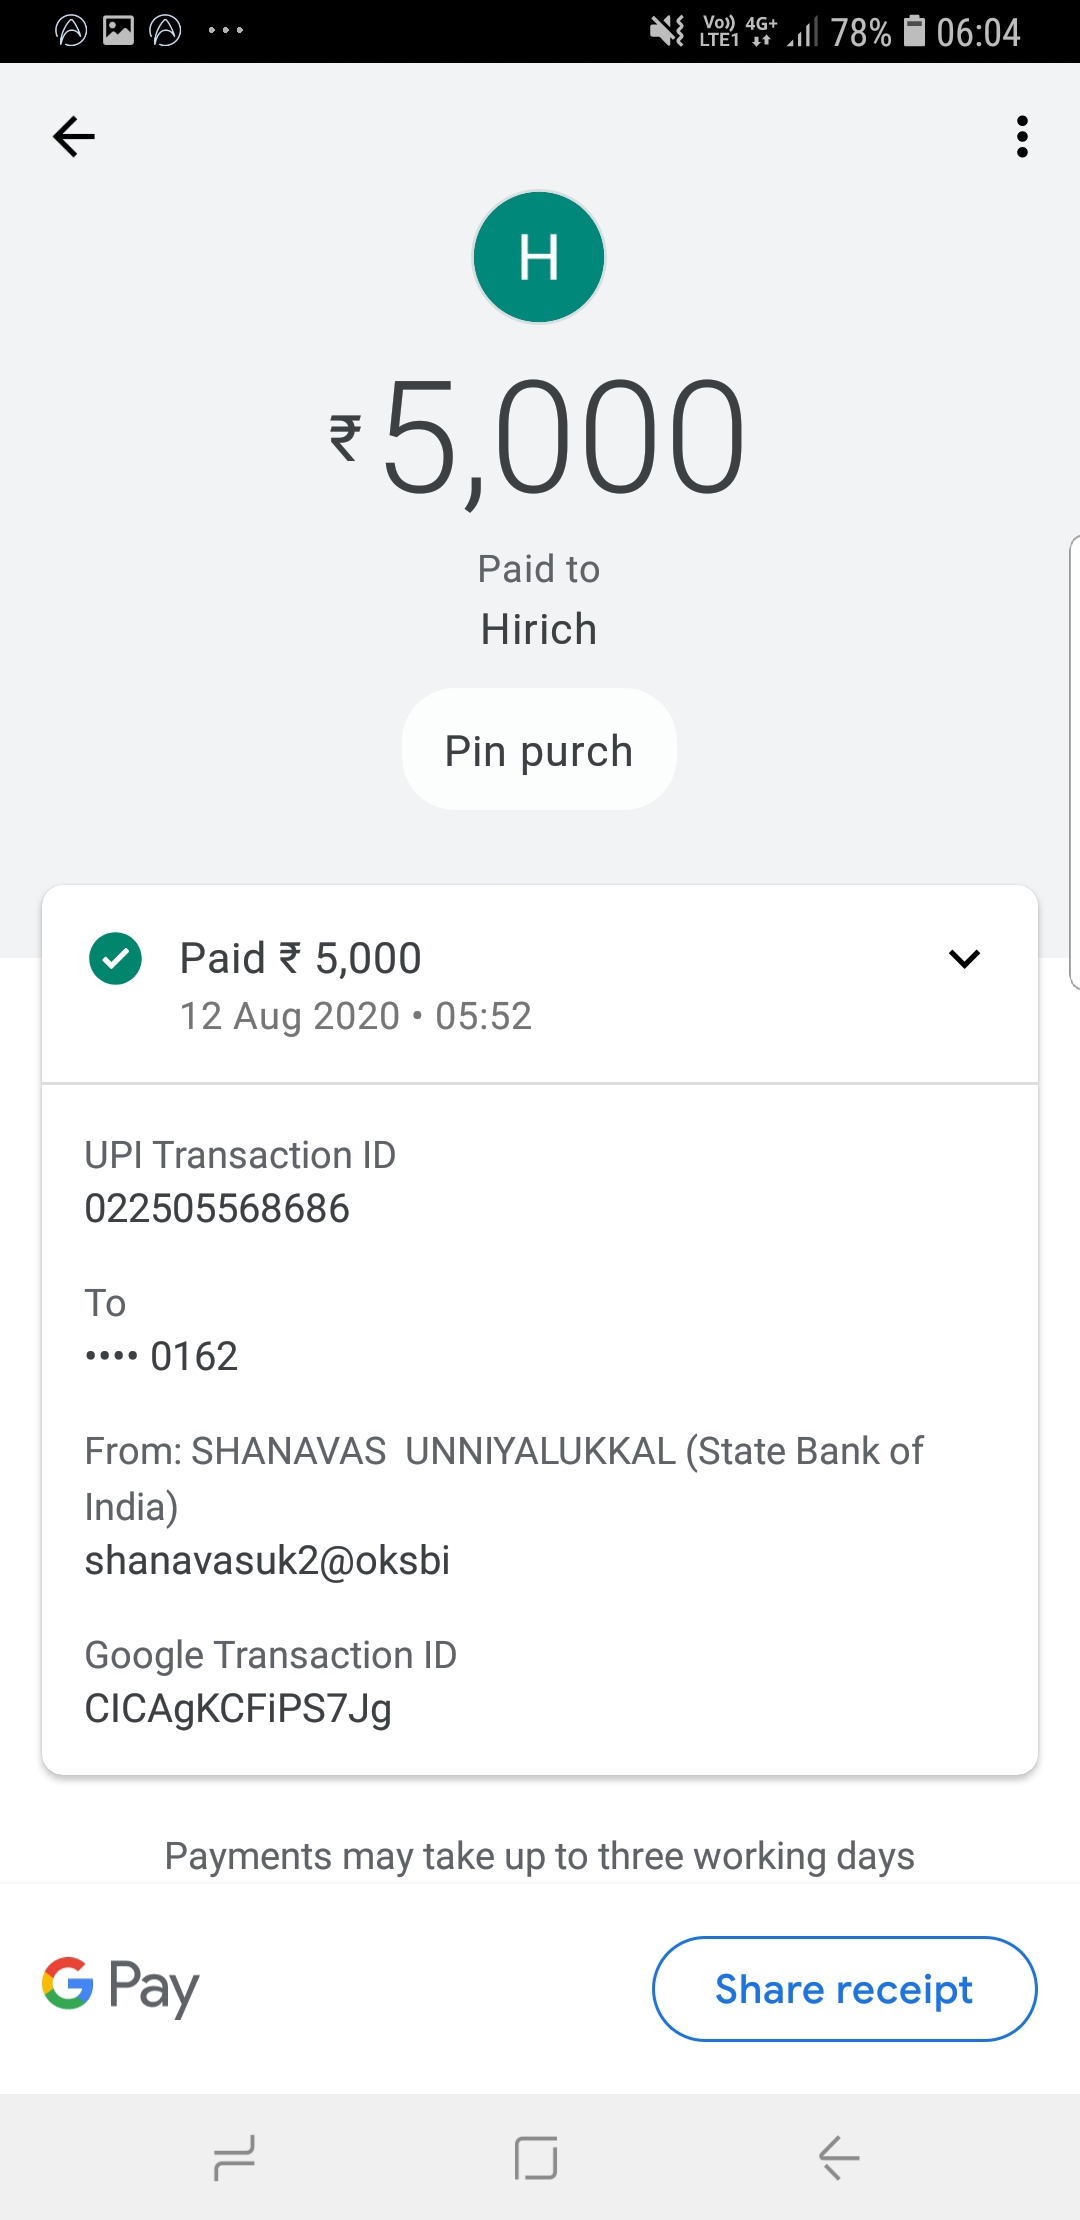 Vo)) 4G+ 78% 06:04
LTE1
H
₹5,000
Paid to
Hirich
Pin purch
Paid ₹ 5,000
12 Aug 2020 • 05:52
UPI Transaction ID
022505568686
To
•••• 0162
From: SHANAVAS  UNNIYALUKKAL (State Bank of
India)
shanavasuk2@oksbi
Google Transaction ID
CICAgKCFiPS7Jg
Payments may take up to three working days
G Pay
Share receipt